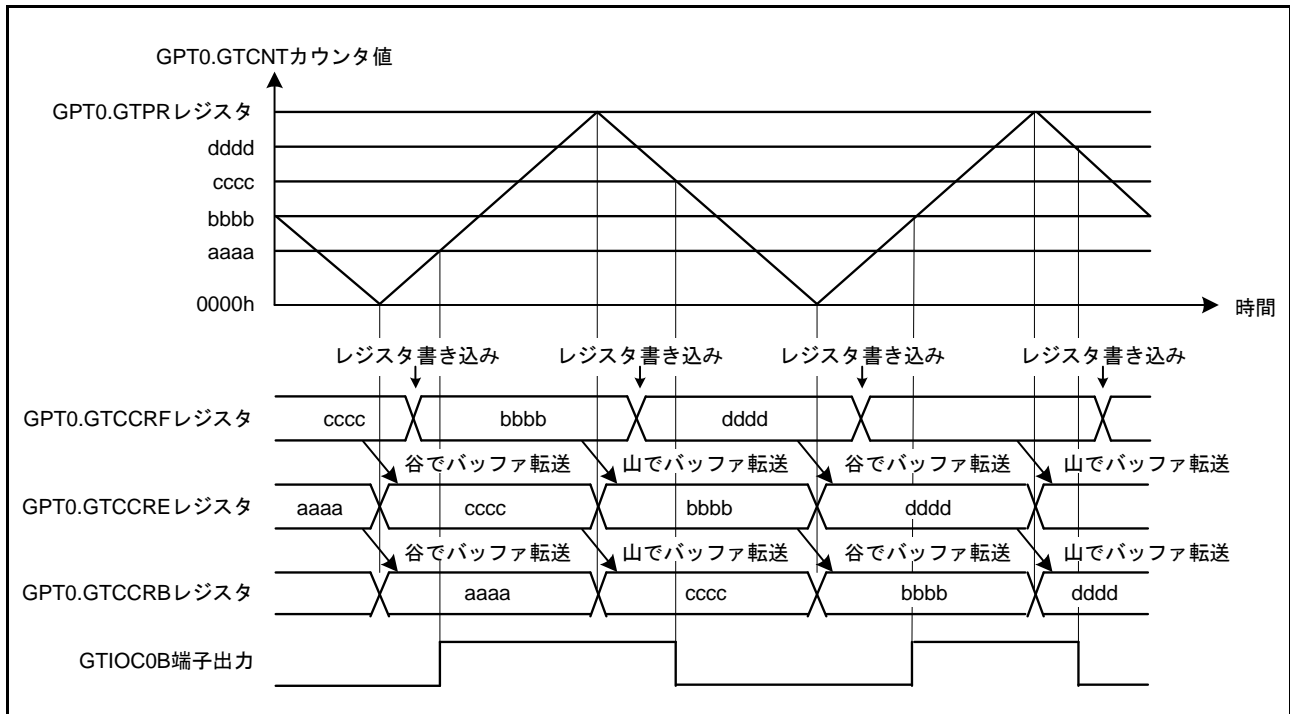 GPT0.GTCNTカウンタ値
GPT0.GTPRレジスタ
dddd
cccc
bbbb
aaaa
0000h
時間
レジスタ書き込み レジスタ書き込み レジスタ書き込み レジスタ書き込み
GPT0.GTCCRFレジスタ cccc bbbb dddd
谷でバッファ転送 山でバッファ転送 谷でバッファ転送 山でバッファ転送
GPT0.GTCCREレジスタ aaaa cccc bbbb dddd
谷でバッファ転送 山でバッファ転送 谷でバッファ転送 山でバッファ転送
GPT0.GTCCRBレジスタ aaaa cccc bbbb dddd
GTIOC0B端子出力